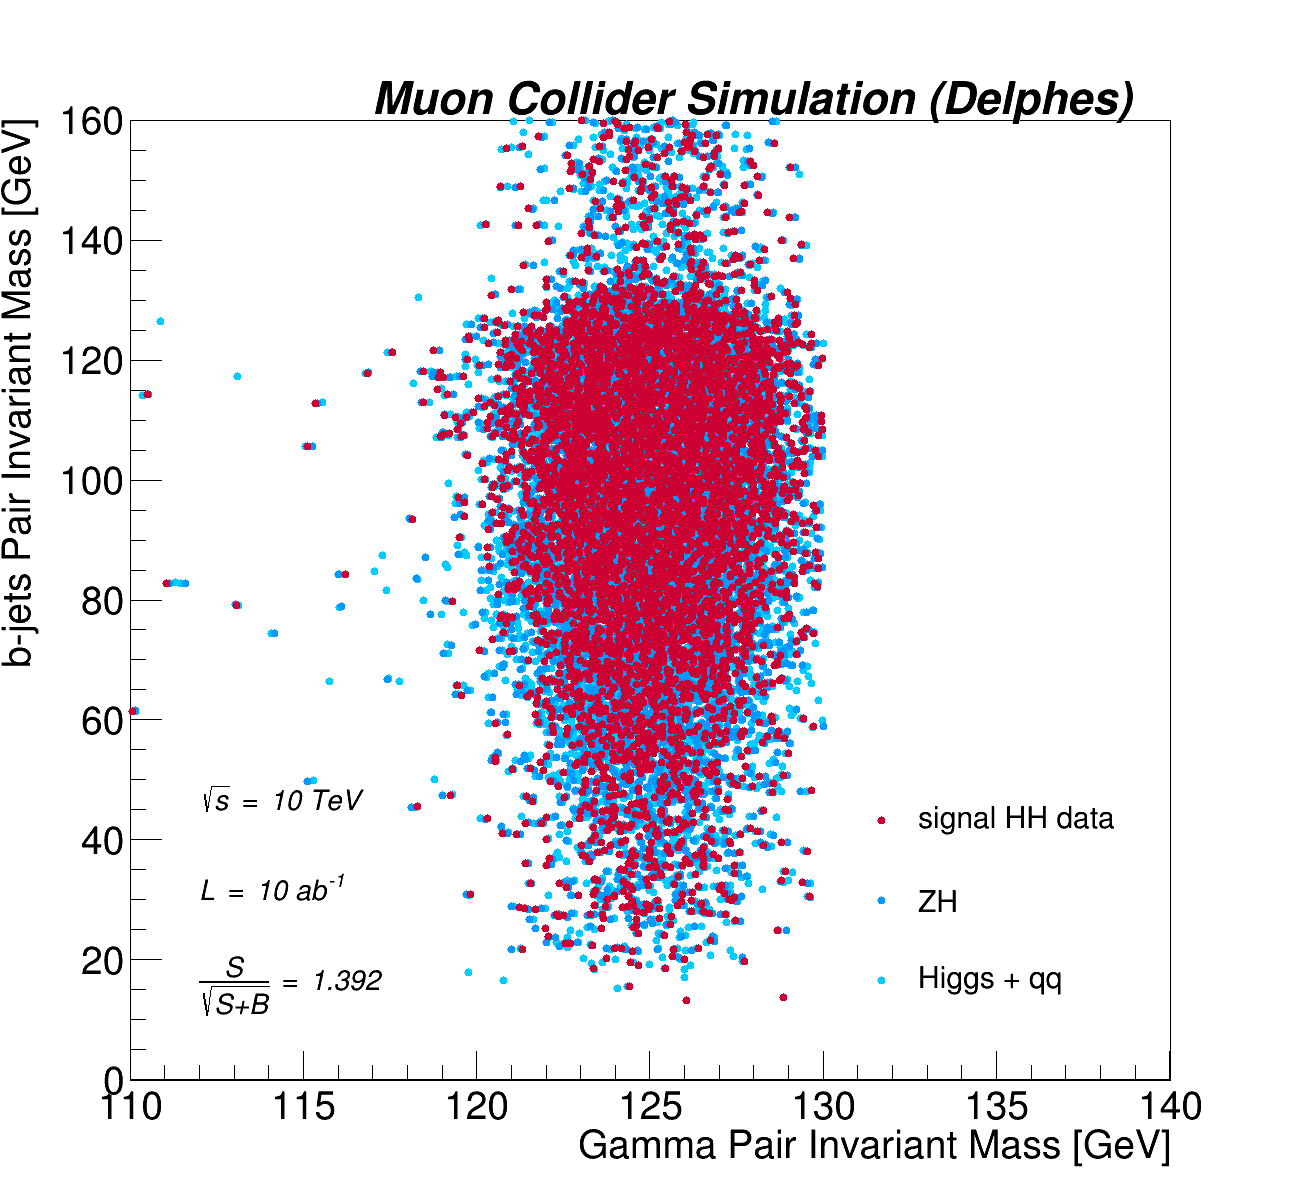 Muon Collider Simulation (Delphes)
b-jets Pair Invariant Mass [GeV]
160
140
120
100
80
60
40
20
0
√s = 10 TeV
L = 10 ab⁻¹
S
√S+B = 1.392
signal HH data
ZH
Higgs + qq
110 115 120 125 130 135 140
Gamma Pair Invariant Mass [GeV]